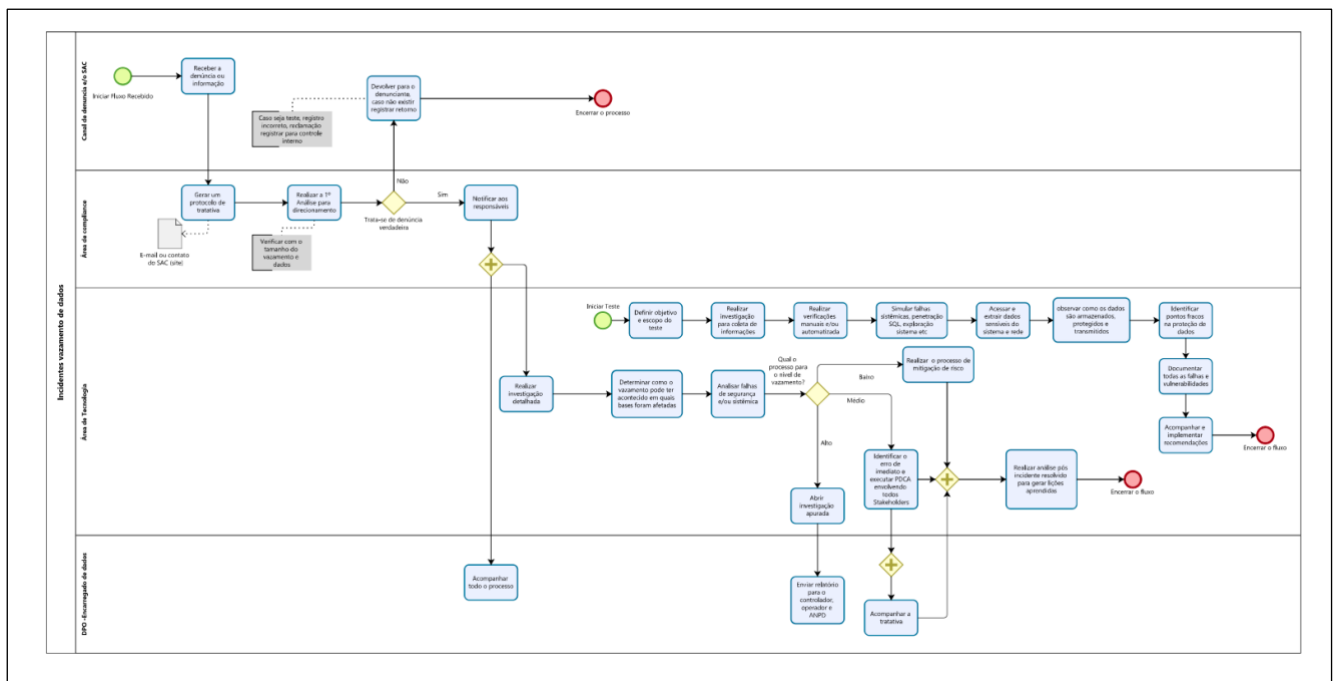 Incidentes vazamento de dados
Canal de denuncia e/o SAC
Iniciar Fluxo Recebido
Receber a
denúncia ou
informação
Caso seja teste, registro
incorreto, reclamação
registrar para controle
interno
Devolver para o
denunciante,
caso não existir
registrar retorno
Encerrar o processo
Área de compliance
Gerar um
protocolo de
tratativa
E-mail ou contato
do SAC (site)
Realizar a 1ª
Análise para
direcionamento
Verificar com o
tamanho do
vazamento e
dados
Não
Sim
Trata-se de denúncia
verdadeira
Notificar aos
responsáveis
Área de Tecnologia
Iniciar Teste
Definir objetivo
e escopo do
teste
Realizar
investigação
para coleta de
informações
Realizar
verificações
manuais e/ou
automatizada
Simular falhas
sistêmicas, penetração
SQL, exploração
sistema etc
Acessar e
extrair dados
sensíveis do
sistema e rede
observar como os dados
são armazenados,
protegidos e
transmitidos
Identificar
pontos fracos
na proteção de
dados
Documentar
todas as falhas e
vulnerabilidades
Acompanhar e
implementar
recomendações
Encerrar o fluxo
Realizar
investigação
detalhada
Determinar como o
vazamento pode ter
acontecido em quais
bases foram afetadas
Analisar falhas
de segurança
e/ou sistêmica
Qual o
processo para
o nível de
vazamento?
Baixo
Médio
Alto
Realizar o processo de
mitigação de risco
Identificar o
erro de
imediato e
executar PDCA
envolvendo
todos
Stakeholders
Abrir
investigação
apurada
Realizar análise pós
incidente resolvido
para gerar lições
aprendidas
Encerrar o fluxo
DPO -Encarregado de dados
Acompanhar
todo o processo
Enviar relatório
para o
controlador,
operador e
ANPD
Acompanhar a
tratativa